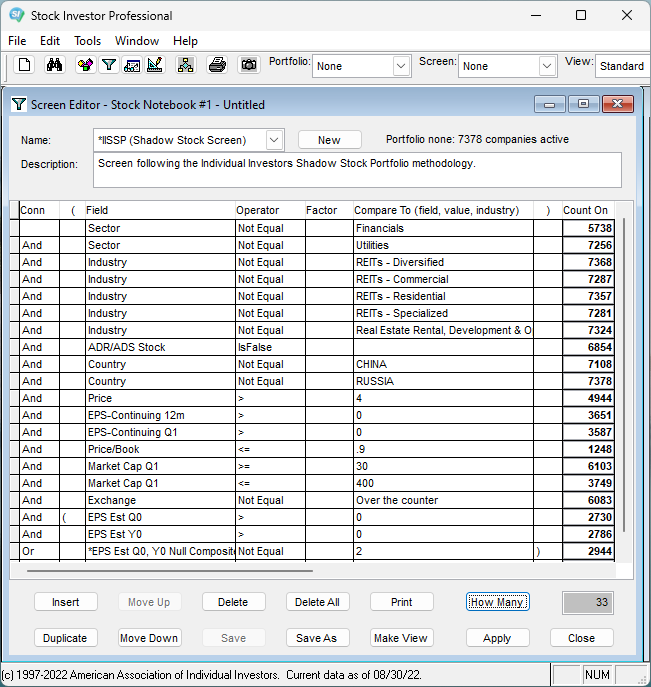 Stock Investor Professional
File Edit Tools Window Help
Portfolio: None Screen: None View: Standard
Screen Editor - Stock Notebook #1 - Untitled
Name: *IISSP (Shadow Stock Screen) New Portfolio none: 7378 companies active
Description: Screen following the Individual Investors Shadow Stock Portfolio methodology.
Conn ( Field Operator Factor Compare To (field, value, industry) ) Count On
Sector Not Equal Financials 5738
And Sector Not Equal Utilities 7256
And Industry Not Equal REITs - Diversified 7368
And Industry Not Equal REITs - Commercial 7287
And Industry Not Equal REITs - Residential 7357
And Industry Not Equal REITs - Specialized 7281
And Industry Not Equal Real Estate Rental, Development & O 7324
And ADR/ADS Stock IsFalse 6854
And Country Not Equal CHINA 7108
And Country Not Equal RUSSIA 7378
And Price > 4 4944
And EPS-Continuing 12m > 0 3651
And EPS-Continuing Q1 > 0 3587
And Price/Book <= .9 1248
And Market Cap Q1 >= 30 6103
And Market Cap Q1 <= 400 3749
And Exchange Not Equal Over the counter 6083
And ( EPS Est Q0 > 0 2730
And EPS Est Y0 > 0 2786
Or *EPS Est Q0, Y0 Null Composite Not Equal 2 ) 2944
Insert Move Up Delete Delete All Print How Many 33
Duplicate Move Down Save Save As Make View Apply Close
(c) 1997-2022 American Association of Individual Investors. Current data as of 08/30/22. NUM